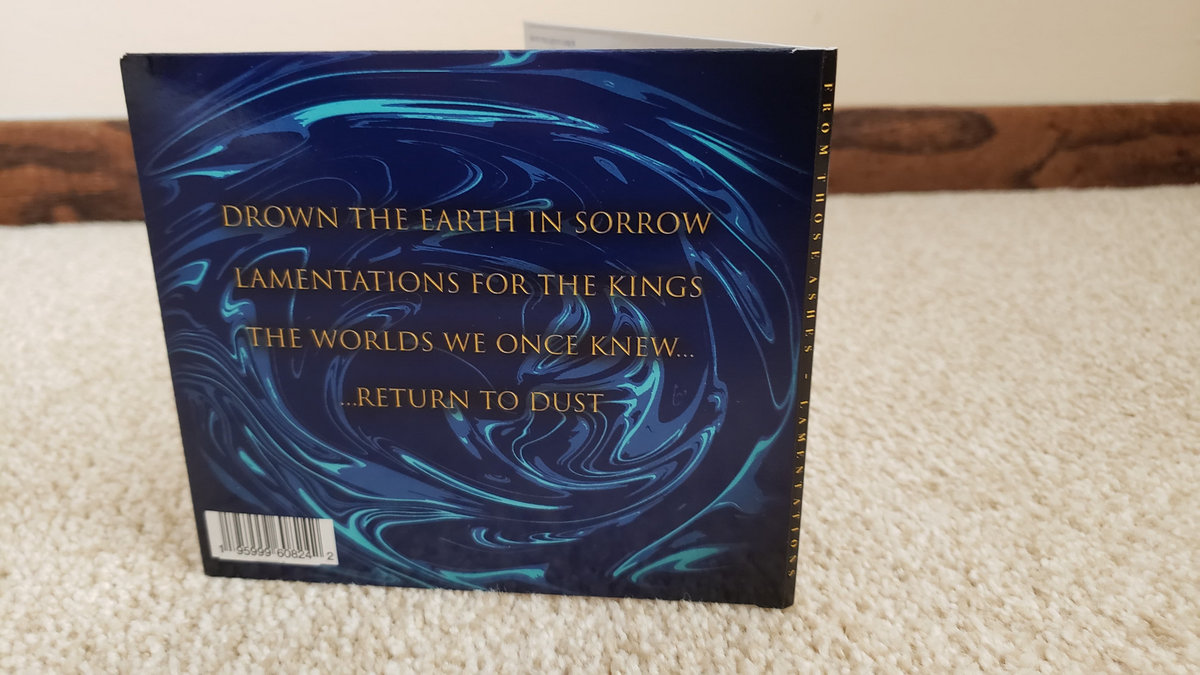 DROWN THE EARTH IN SORROW
LAMENTATIONS FOR THE KINGS
THE WORLDS WE ONCE KNEW...
...RETURN TO DUST
1 95999 60824 2
FROM THOSE ASHES - LAMENTATIONS